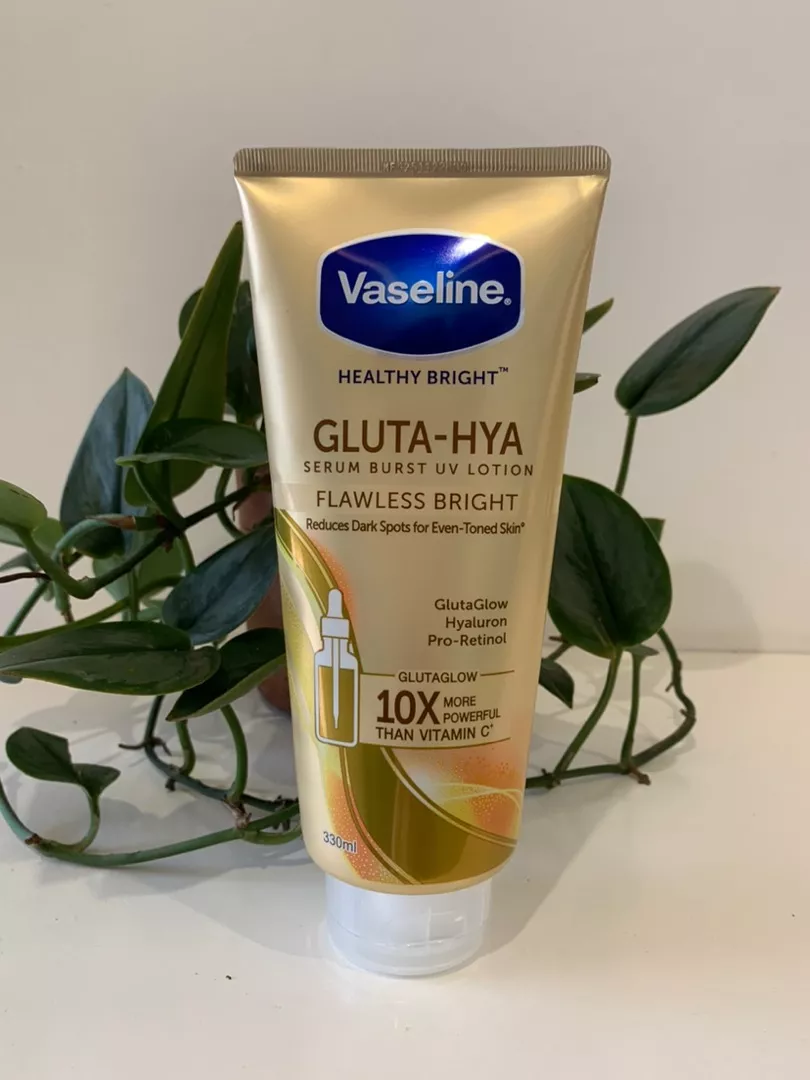 Vaseline®
HEALTHY BRIGHT™
GLUTA-HYA
SERUM BURST UV LOTION
FLAWLESS BRIGHT
Reduces Dark Spots for Even-Toned Skin*
GlutaGlow
Hyaluron
Pro-Retinol
GLUTAGLOW
10X MORE
POWERFUL
THAN VITAMIN C⁺
330ml